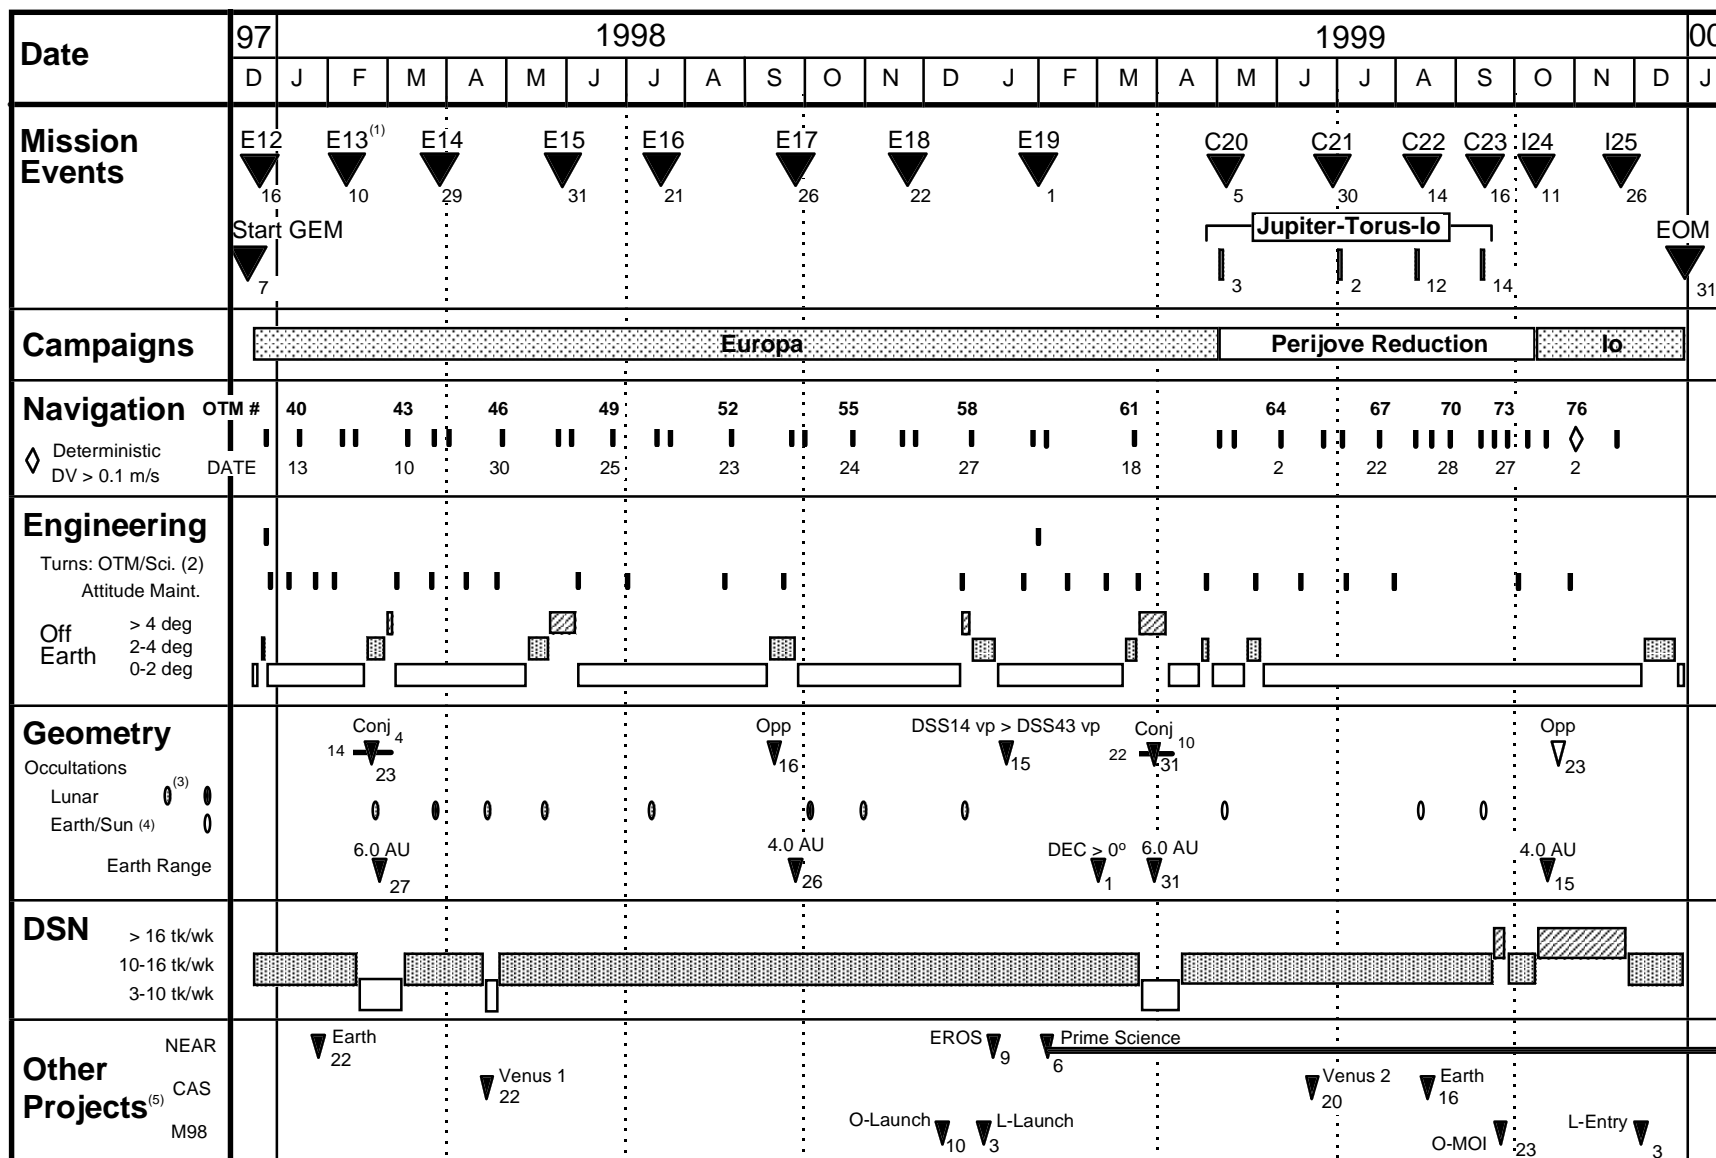 Date
97 1998 1999 00
D J F M A M J J A S O N D J F M A M J J A S O N D J
Mission
Events
E12 E13(1) E14 E15 E16 E17 E18 E19 C20 C21 C22 C23 I24 I25
16 10 29 31 21 26 22 1 5 30 14 16 11 26
Start GEM Jupiter-Torus-Io EOM
7 3 2 12 14 31
Campaigns Europa Perijove Reduction Io
Navigation OTM # 40 43 46 49 52 55 58 61 64 67 70 73 76
Deterministic
DV > 0.1 m/s
DATE 13 10 30 25 23 24 27 18 2 22 28 27 2
Engineering
Turns: OTM/Sci. (2)
Attitude Maint.
Off
Earth
> 4 deg
2-4 deg
0-2 deg
Geometry
14 Conj 4 Opp DSS14 vp > DSS43 vp 22 Conj 10 Opp
23 16 15 31 23
Occultations
Lunar (3)
Earth/Sun (4)
6.0 AU 4.0 AU DEC > 0º 6.0 AU 4.0 AU
Earth Range
27 26 1 31 15
DSN
> 16 tk/wk
10-16 tk/wk
3-10 tk/wk
Other
Projects(5)
NEAR Earth EROS Prime Science
22 9 6
CAS Venus 1 Venus 2 Earth
22 20 16
M98 O-Launch L-Launch O-MOI L-Entry
10 3 23 3